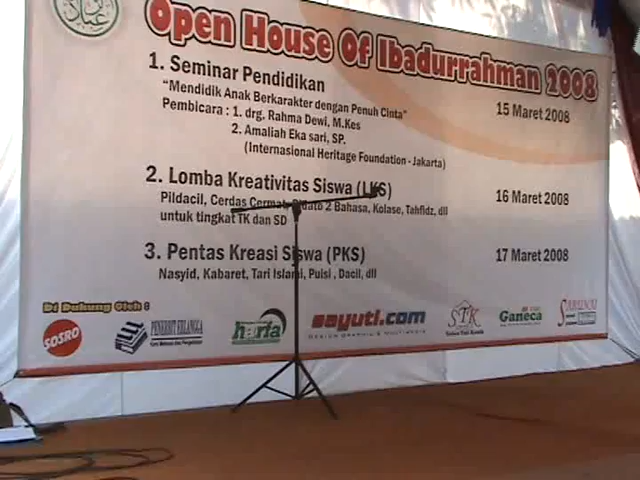 Open House Of Ibadurrahman 2008
1. Seminar Pendidikan
"Mendidik Anak Berkarakter dengan Penuh Cinta"
15 Maret 2008
Pembicara : 1. drg. Rahma Dewi, M.Kes
2. Amaliah Eka sari, SP.
(Internasional Heritage Foundation - Jakarta)
2. Lomba Kreativitas Siswa (LKS)
16 Maret 2008
Pildacil, Cerdas Cermat, Pidato 2 Bahasa, Kolase, Tahfidz, dll
untuk tingkat TK dan SD
3. Pentas Kreasi Siswa (PKS)
17 Maret 2008
Nasyid, Kabaret, Tari Islami, Puisi , Dacil, dll
Di Dukung Oleh :
SOSRO
PENERBIT ERLANGGA
harfa
sayuti.com
STK
Ganeca